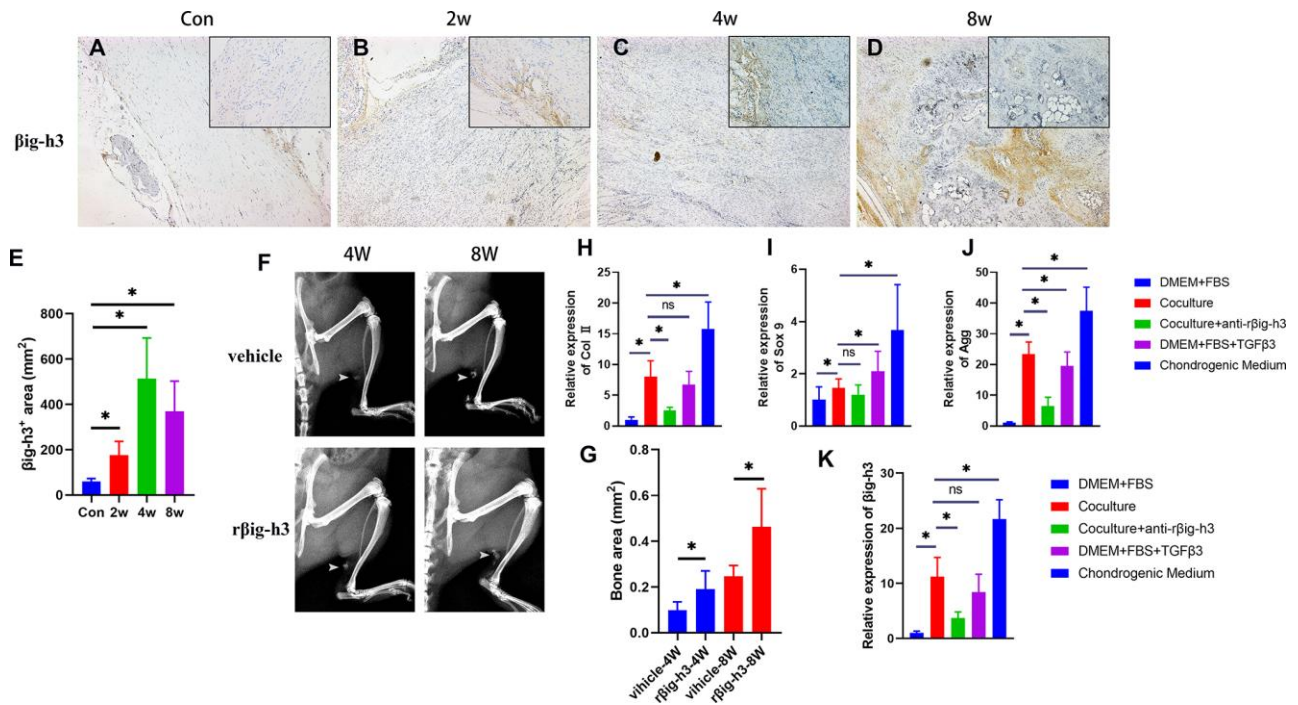 Con
2w
4w
8w
A
B
C
D
βig-h3
E
βig-h3⁺ area (mm²)
800
600
400
200
0
*
*
*
Con 2w 4w 8w
F
4W
8W
vehicle
rβig-h3
H
Relative expression
of Col Ⅱ
25
20
15
10
5
0
*
ns
*
*
I
Relative expression
of Sox 9
6
4
2
0
*
*
ns
*
J
Relative expression
of Agg
50
40
30
20
10
0
*
*
*
*
DMEM+FBS
Coculture
Coculture+anti-rβig-h3
DMEM+FBS+TGFβ3
Chondrogenic Medium
G
Bone area (mm²)
0.8
0.6
0.4
0.2
0.0
*
*
vihicle-4W
rβig-h3-4W
vihicle-8W
rβig-h3-8W
K
Relative expression of βig-h3
30
20
10
0
*
ns
*
*
DMEM+FBS
Coculture
Coculture+anti-rβig-h3
DMEM+FBS+TGFβ3
Chondrogenic Medium